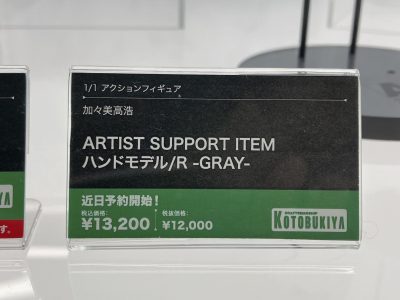 1/1 アクションフィギュア
加々美高浩
ARTIST SUPPORT ITEM
ハンドモデル/R -GRAY-
近日予約開始！
税込価格: 税抜価格:
¥13,200 ¥12,000
KOTOBUKIYA
BUKIYA
す。